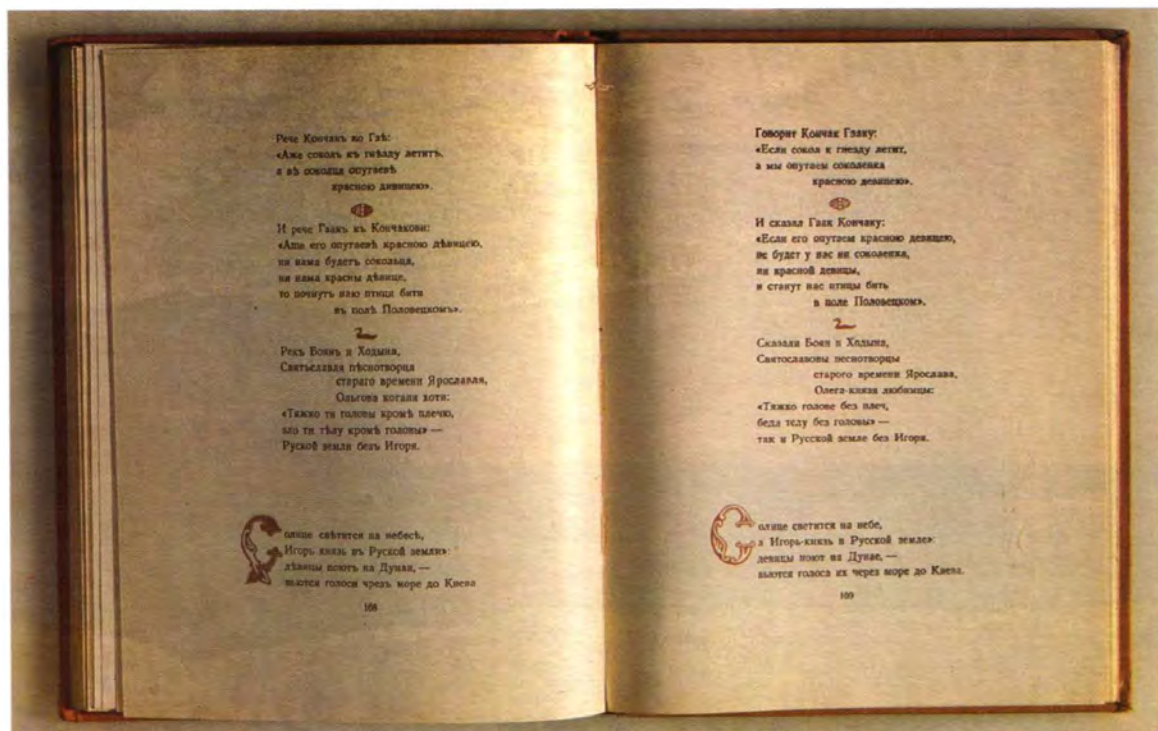 Рече Кончакъ ко Гзѣ:
«Аже соколъ къ гнѣзду летитъ,
а вѣ соколца опутаевѣ
красною дивицею».
И рече Гзакъ къ Кончакови:
«Аще его опутаевѣ красною дѣвицею,
ни нама будетъ сокольца,
ни нама красны дѣвице,
то почнутъ наю птици бити
въ полѣ Половецкомъ».
Рекъ Боянъ и Ходына,
Святъславля пѣснотворца
стараго времени Ярославля,
Ольгова коганя хоти:
«Тяжко ти головы кромѣ плечю,
зло ти тѣлу кромѣ головы» —
Руской земли безъ Игоря.
Солнце свѣтится на небесѣ,
Игорь князь въ Руской земли»:
дѣвицы поютъ на Дунаи, —
вьются голоси чрезъ море до Киева
108
Говорит Кончак Гзаку:
«Если сокол к гнезду летит,
а мы опутаем соколенка
красною девицею».
И сказал Гзак Кончаку:
«Если его опутаем красною девицею,
не будет у нас ни соколенка,
ни красной девицы,
и станут нас птицы бить
в поле Половецком».
Сказали Боян и Ходына,
Святославовы песнотворцы
старого времени Ярослава,
Олега-князя любимцы:
«Тяжко голове без плеч,
беда телу без головы» —
так и Русской земле без Игоря.
Солнце светится на небе,
а Игорь-князь в Русской земле»:
девицы поют на Дунае, —
вьются голоса их через море до Киева.
109